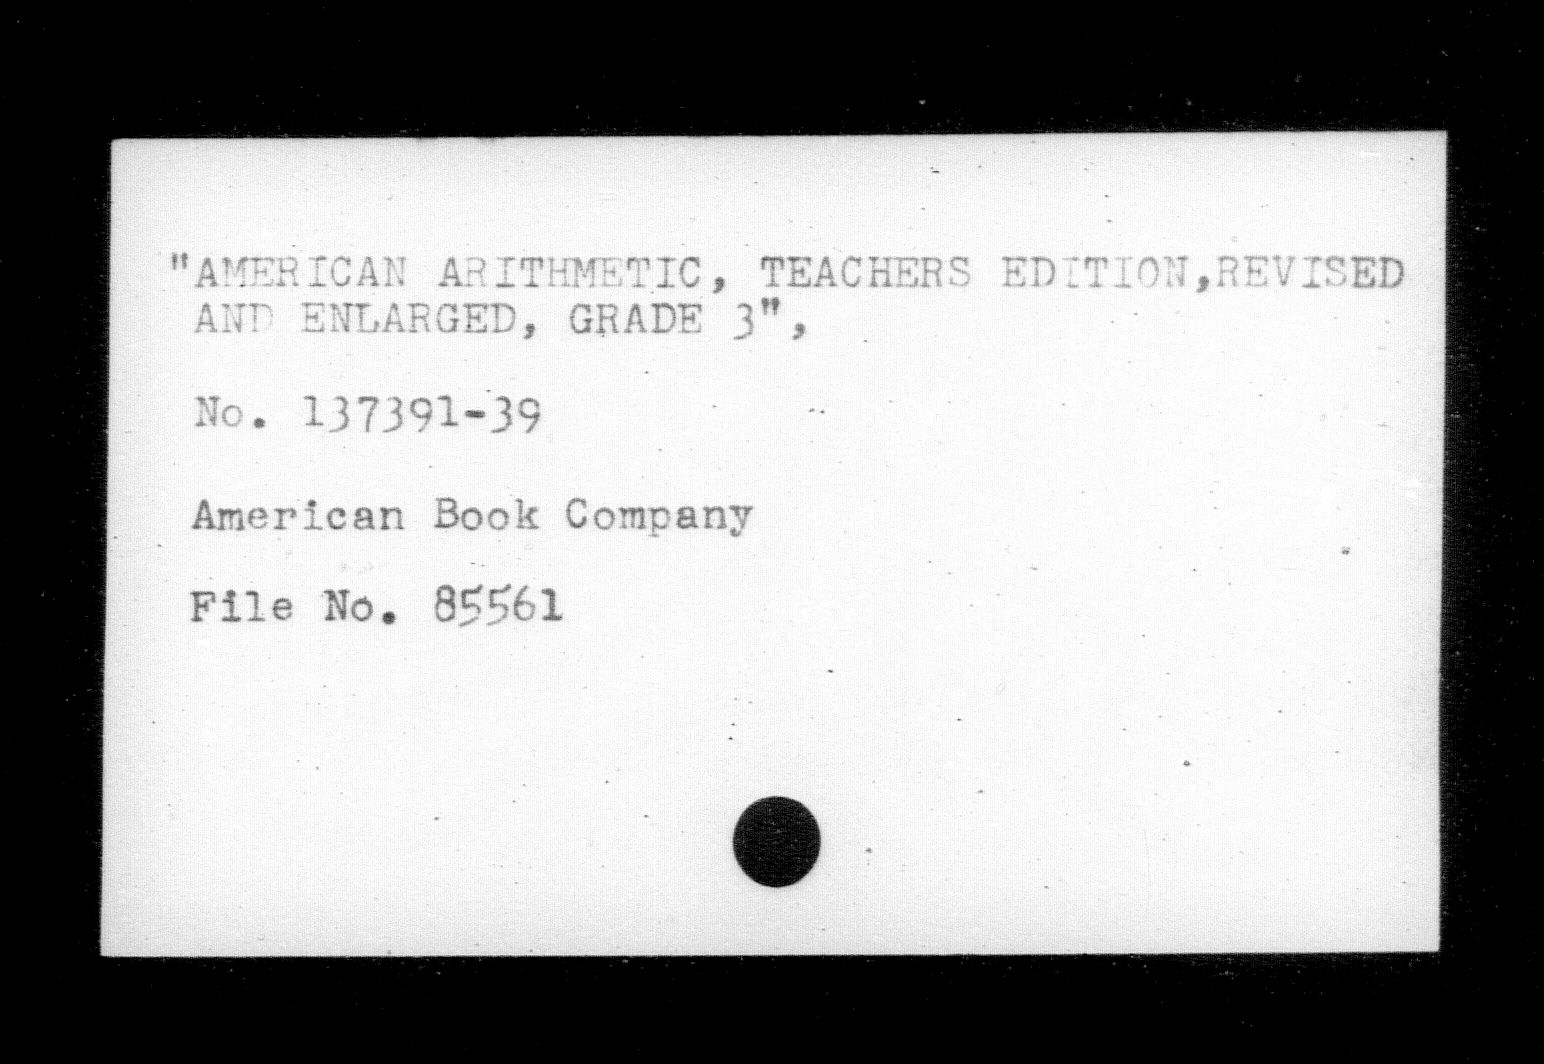 "AMERICAN ARITHMETIC, TEACHERS EDITION,REVISED
AND ENLARGED, GRADE 3",
No. 137391-39
American Book Company
File No. 85561